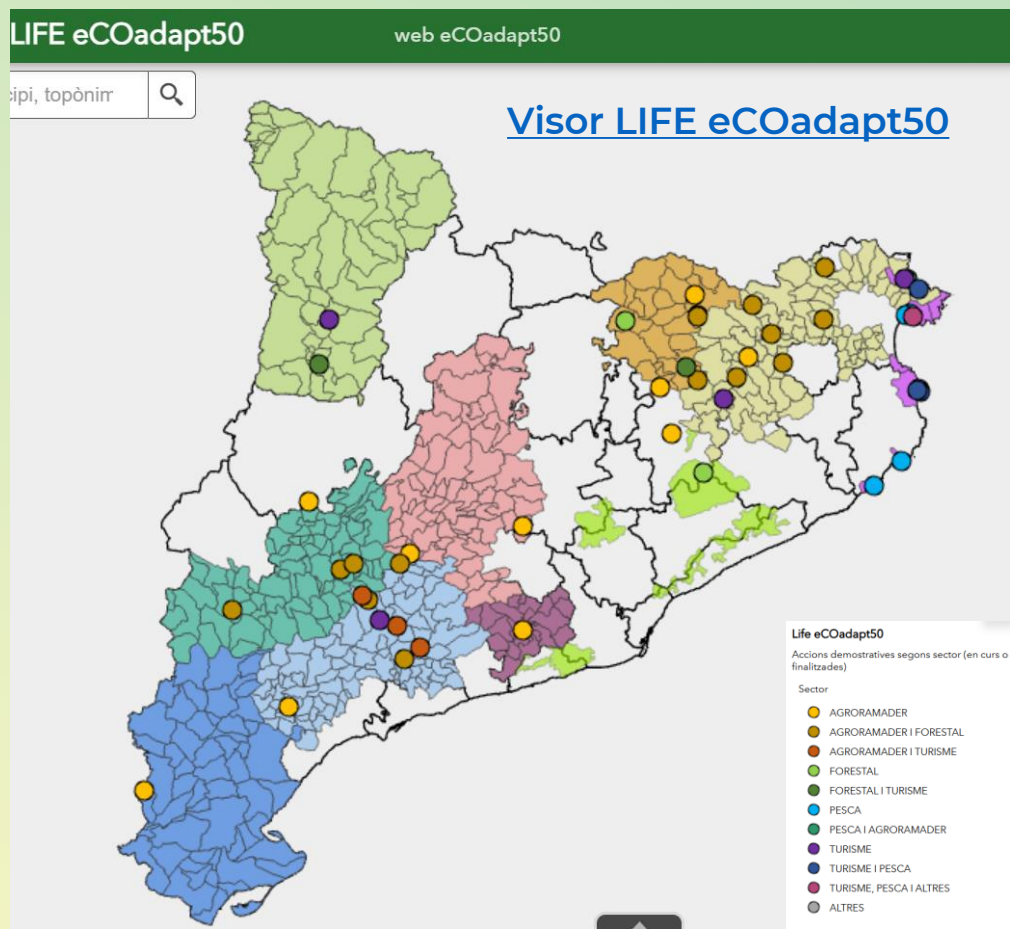 LIFE eCOadapt50
web eCOadapt50
ipi, topònim
Visor LIFE eCOadapt50
Life eCOadapt50
Accions demostratives segons sector (en curs o
finalitzades)
Sector
AGRORAMADER
AGRORAMADER I FORESTAL
AGRORAMADER I TURISME
FORESTAL
FORESTAL I TURISME
PESCA
PESCA I AGRORAMADER
TURISME
TURISME I PESCA
TURISME, PESCA I ALTRES
ALTRES